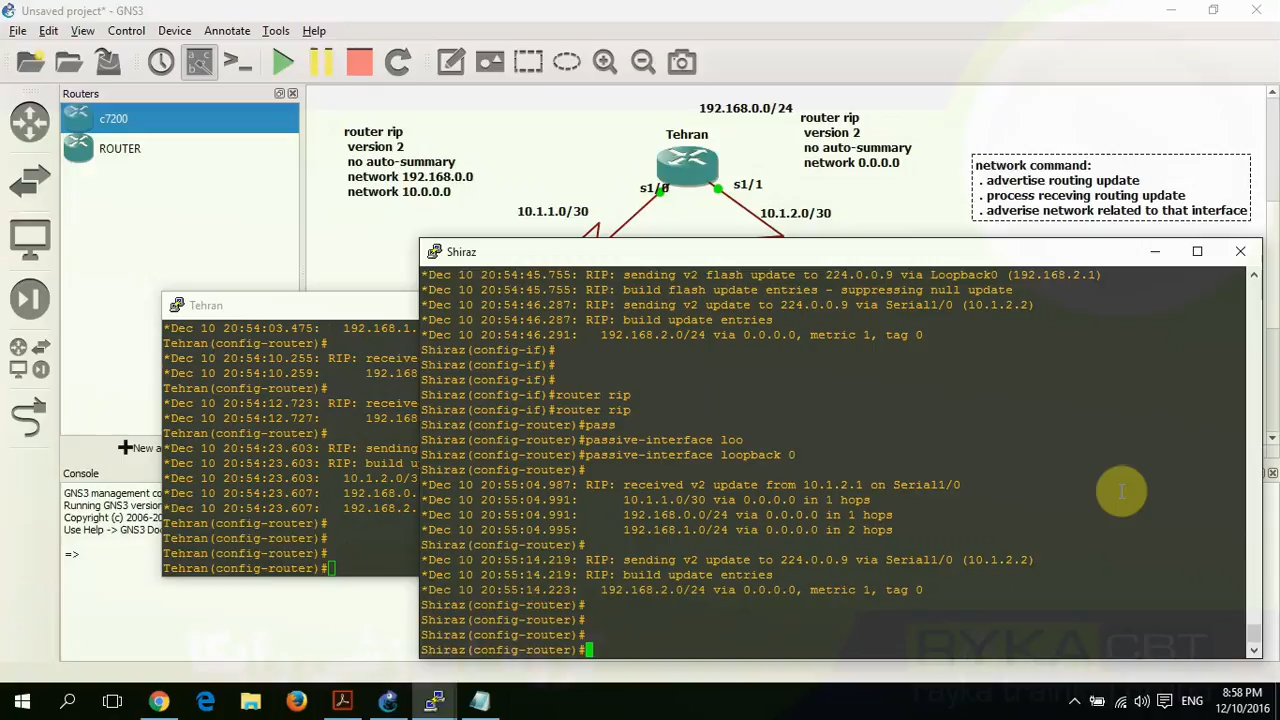 Unsaved project* - GNS3
File Edit View Control Device Annotate Tools Help
Routers
c7200
ROUTER
192.168.0.0/24
router rip
version 2
no auto-summary
network 192.168.0.0
network 10.0.0.0
Tehran
router rip
version 2
no auto-summary
network 0.0.0.0
s1/0
s1/1
10.1.1.0/30
10.1.2.0/30
network command:
. advertise routing update
. process receving routing update
. adverise network related to that interface
New a
Console
GNS3 management co
Running GNS3 versior
Copyright (c) 2006-20
Use Help -> GNS3 Doc
=>
Tehran
*Dec 10 20:54:03.475: 192.168.1.
Tehran(config-router)#
*Dec 10 20:54:10.255: RIP: receive
*Dec 10 20:54:10.259: 192.168
Tehran(config-router)#
*Dec 10 20:54:12.723: RIP: receive
*Dec 10 20:54:12.727: 192.168
Tehran(config-router)#
*Dec 10 20:54:23.603: RIP: sending
*Dec 10 20:54:23.603: RIP: build u
*Dec 10 20:54:23.603: 10.1.2.0/3
*Dec 10 20:54:23.607: 192.168.0.
*Dec 10 20:54:23.607: 192.168.2.
Tehran(config-router)#
Tehran(config-router)#
Tehran(config-router)#
Tehran(config-router)#
Shiraz
*Dec 10 20:54:45.755: RIP: sending v2 flash update to 224.0.0.9 via Loopback0 (192.168.2.1)
*Dec 10 20:54:45.755: RIP: build flash update entries - suppressing null update
*Dec 10 20:54:46.287: RIP: sending v2 update to 224.0.0.9 via Serial1/0 (10.1.2.2)
*Dec 10 20:54:46.287: RIP: build update entries
*Dec 10 20:54:46.291: 192.168.2.0/24 via 0.0.0.0, metric 1, tag 0
Shiraz(config-if)#
Shiraz(config-if)#
Shiraz(config-if)#
Shiraz(config-if)#router rip
Shiraz(config-if)#router rip
Shiraz(config-router)#pass
Shiraz(config-router)#passive-interface loo
Shiraz(config-router)#passive-interface loopback 0
Shiraz(config-router)#
*Dec 10 20:55:04.987: RIP: received v2 update from 10.1.2.1 on Serial1/0
*Dec 10 20:55:04.991: 10.1.1.0/30 via 0.0.0.0 in 1 hops
*Dec 10 20:55:04.991: 192.168.0.0/24 via 0.0.0.0 in 1 hops
*Dec 10 20:55:04.995: 192.168.1.0/24 via 0.0.0.0 in 2 hops
Shiraz(config-router)#
*Dec 10 20:55:14.219: RIP: sending v2 update to 224.0.0.9 via Serial1/0 (10.1.2.2)
*Dec 10 20:55:14.219: RIP: build update entries
*Dec 10 20:55:14.223: 192.168.2.0/24 via 0.0.0.0, metric 1, tag 0
Shiraz(config-router)#
Shiraz(config-router)#
Shiraz(config-router)#
Shiraz(config-router)#
RYKA CBT
ENG
8:58 PM
12/10/2016